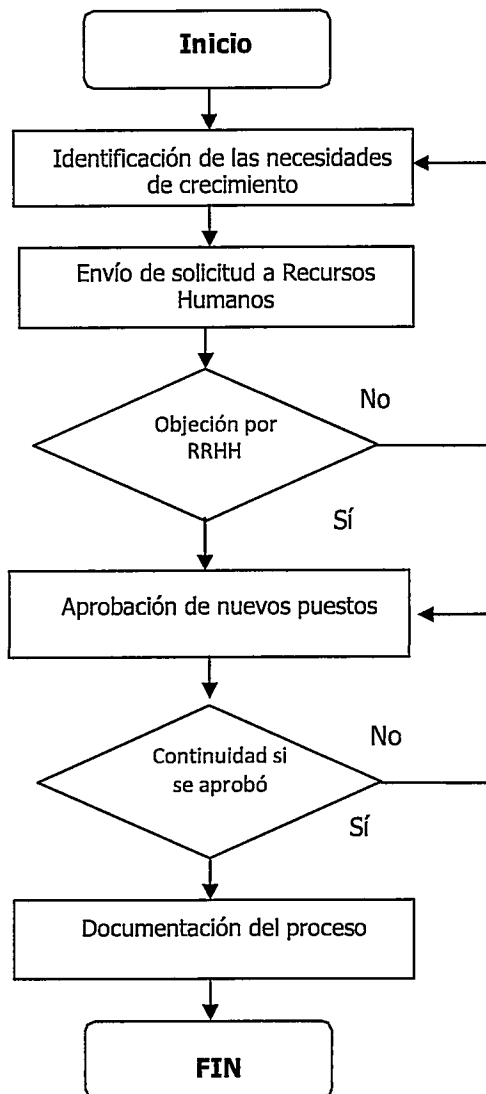 Inicio
Identificación de las necesidades
de crecimiento
Envío de solicitud a Recursos
Humanos
Objeción por
RRHH
No
Sí
Aprobación de nuevos puestos
Continuidad si
se aprobó
No
Sí
Documentación del proceso
FIN